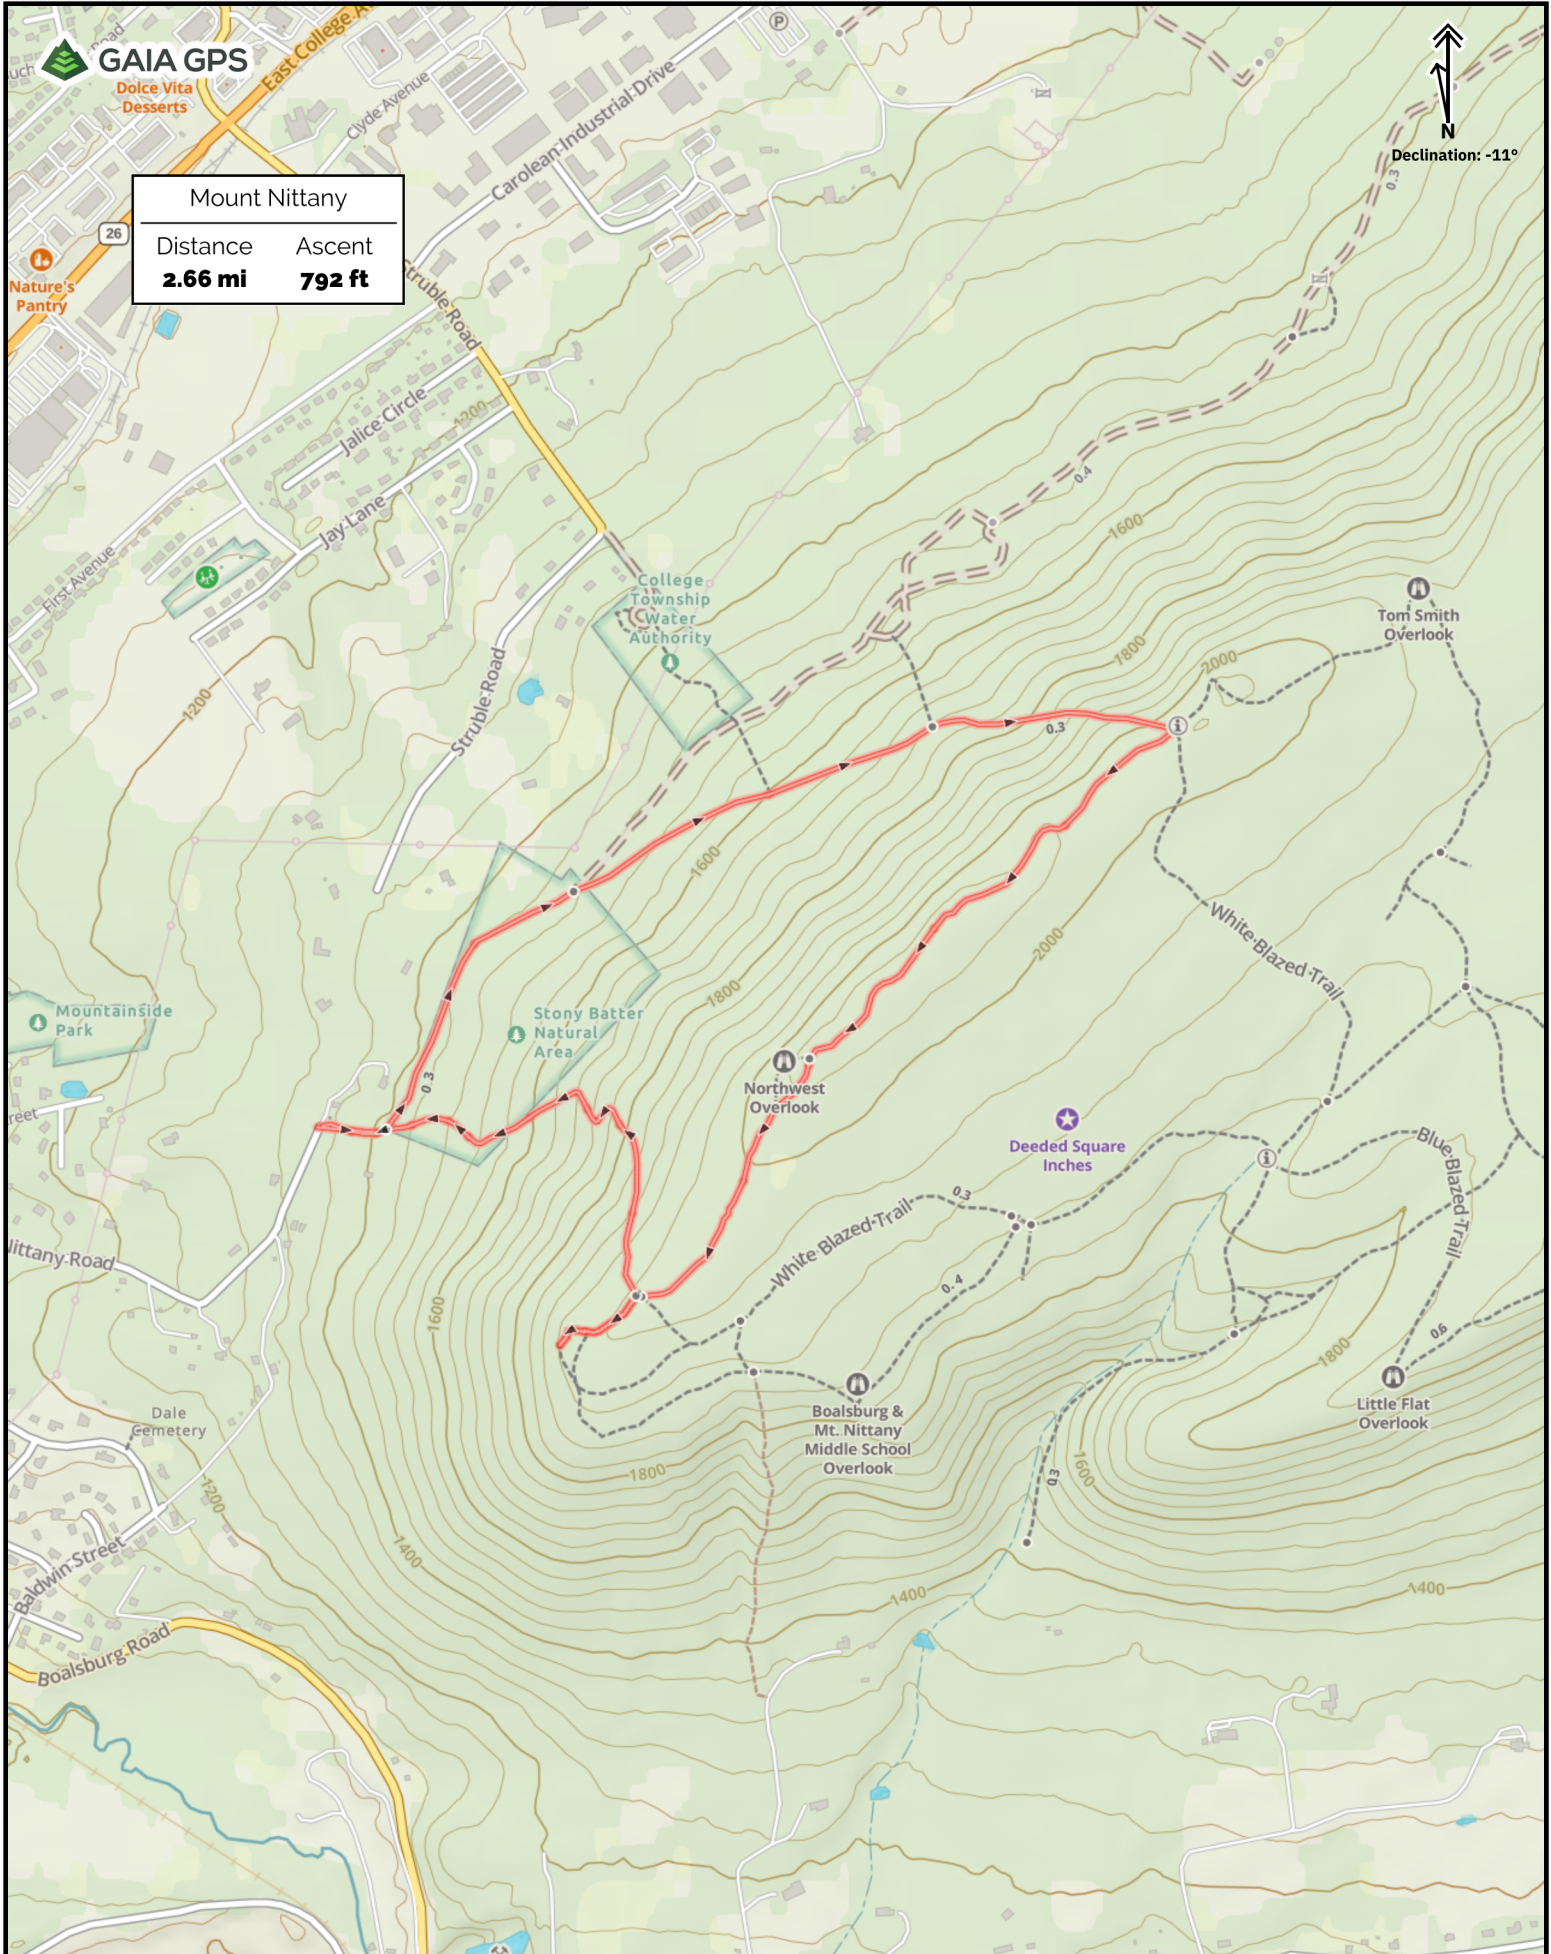 GAIA GPS
Dolce Vita
Desserts
East College A
Clyde Avenue
Carolean Industrial Drive
P
N
Declination: -11°
Mount Nittany
Distance Ascent
2.66 mi 792 ft
26
Nature's
Pantry
Struble Road
Jalice Circle
1200
Jay Lane
First Avenue
0.3
0.4
1600
College
Township
Water
Authority
Tom Smith
Overlook
1800
2000
1200
Struble Road
0.3
1600
White Blazed Trail
2000
1800
Mountainside
Park
Stony Batter
Natural
Area
0.3
Northwest
Overlook
Deeded Square
Inches
reet
Blue Blazed Trail
0.3
White Blazed Trail
Nittany Road
0.4
1600
0.6
1800
Little Flat
Overlook
Boalsburg &
Mt. Nittany
Middle School
Overlook
Dale
Cemetery
1800
0.3
1600
1200
1400
Baldwin Street
1400
1400
Boalsburg Road